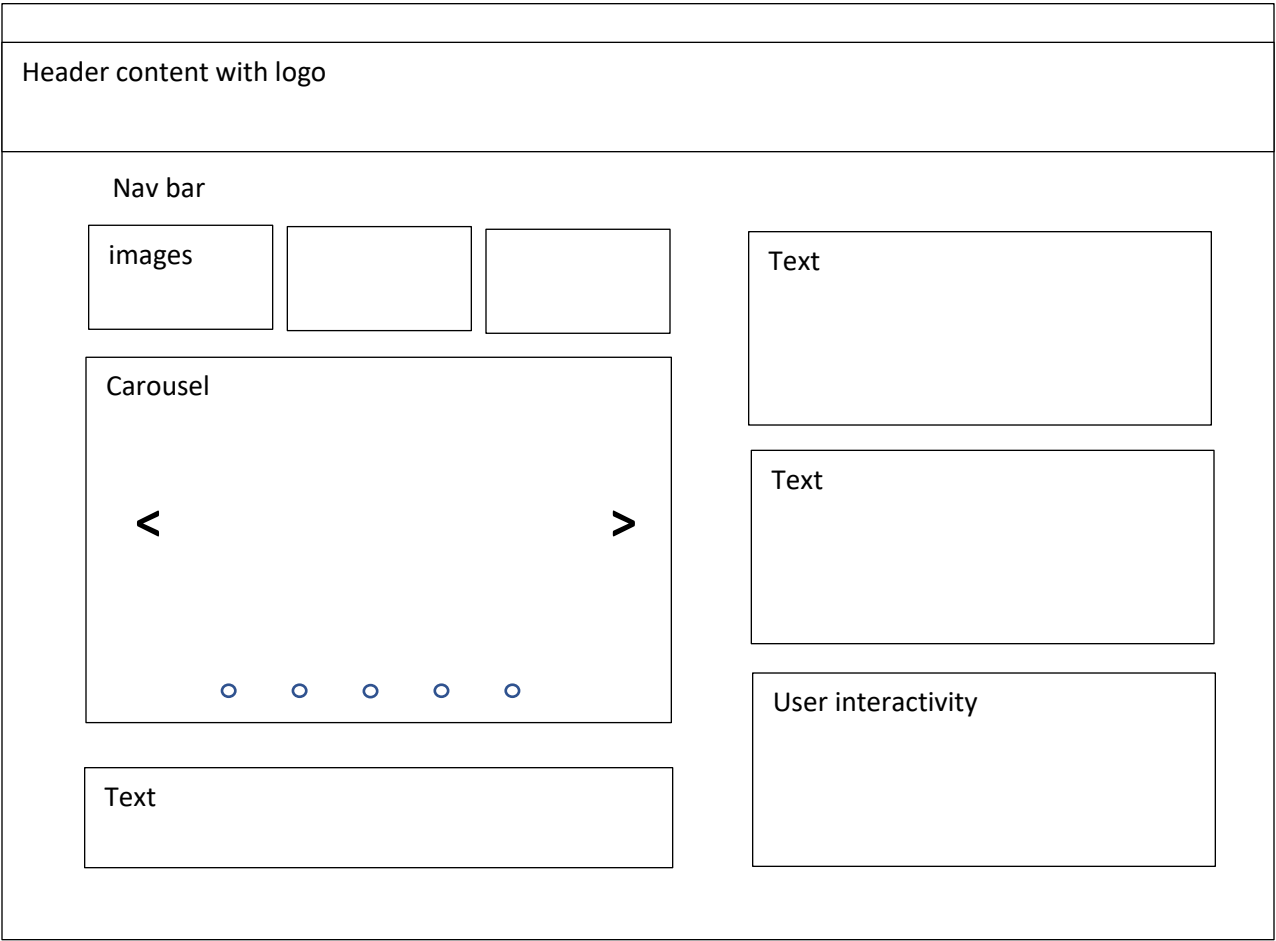 Header content with logo
Nav bar
images
Carousel
<
>
Text
Text
Text
User interactivity